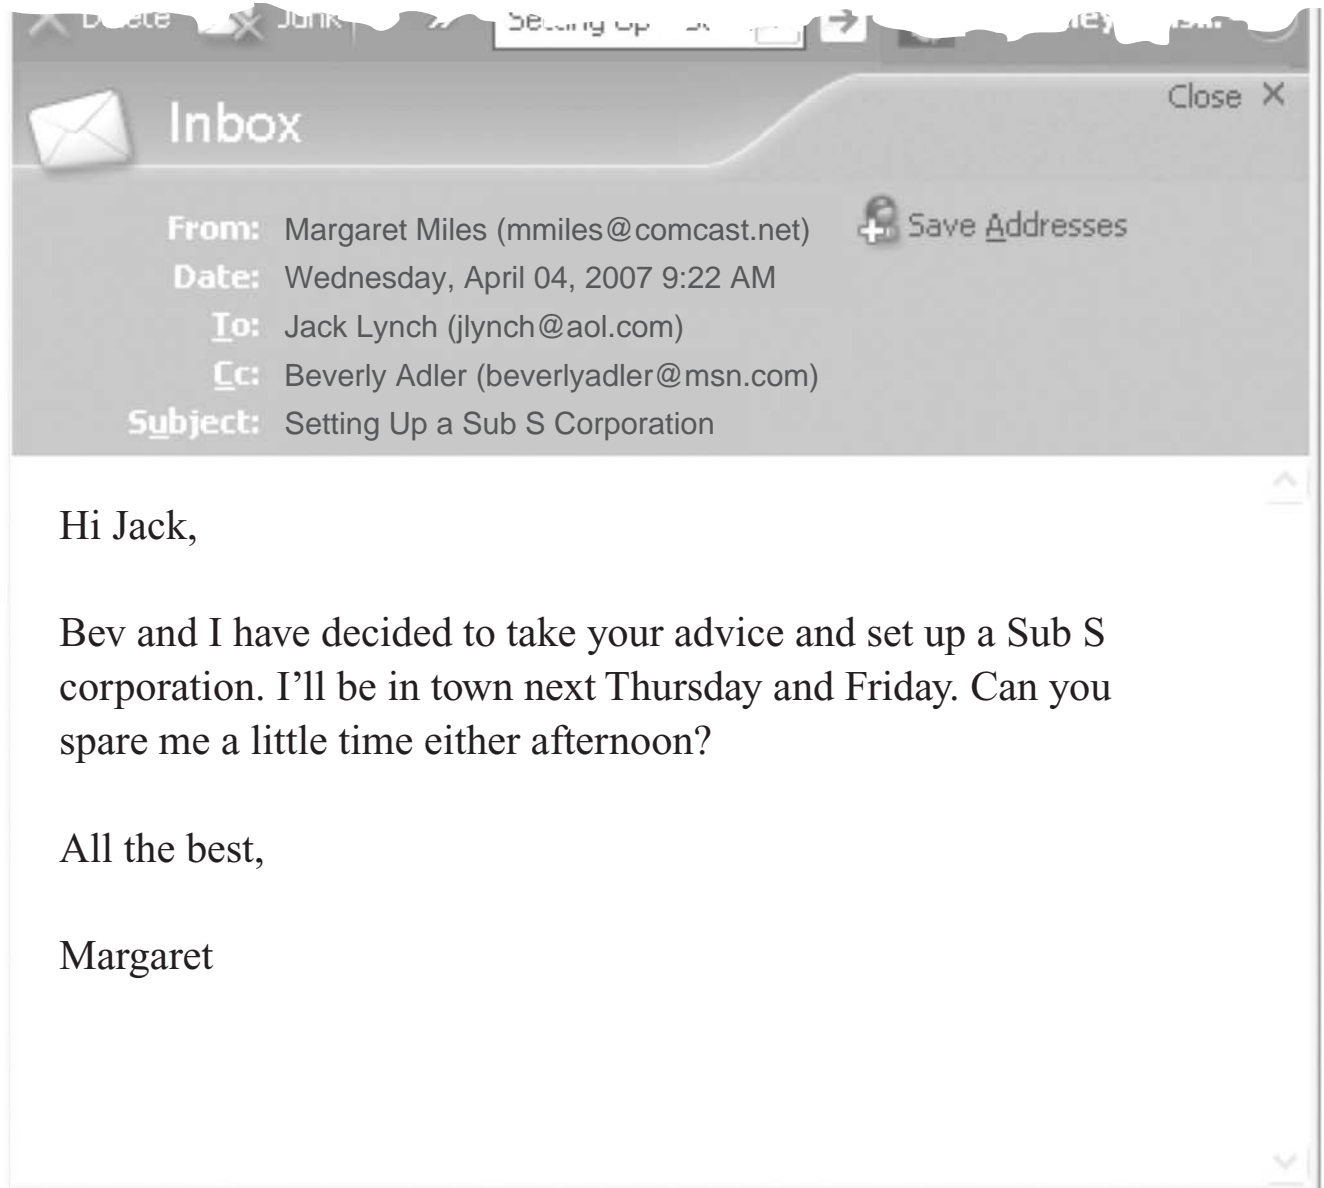 Junk
Close
Inbox
From: Margaret Miles (mmiles@comcast.net)
Save Addresses
Date: Wednesday, April 04, 2007 9:22 AM
To: Jack Lynch (jlynch@aol.com)
Cc: Beverly Adler (beverlyadler@msn.com)
Subject: Setting Up a Sub S Corporation
Hi Jack,
Bev and I have decided to take your advice and set up a Sub S
corporation. I’ll be in town next Thursday and Friday. Can you
spare me a little time either afternoon?
All the best,
Margaret